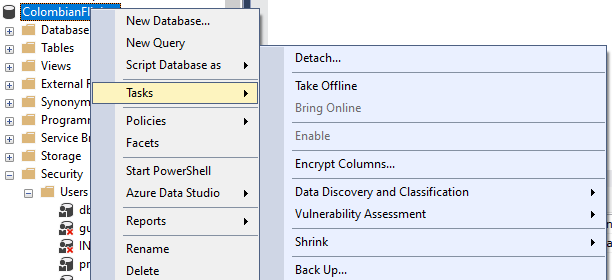 ColombianFl
Database
Tables
Views
External F
Synonym
Programm
Service Br
Storage
Security
Users
db
gu
IN
pr
New Database...
New Query
Script Database as
Tasks
Policies
Facets
Start PowerShell
Azure Data Studio
Reports
Rename
Delete
Detach...
Take Offline
Bring Online
Enable
Encrypt Columns...
Data Discovery and Classification
Vulnerability Assessment
Shrink
Back Up...